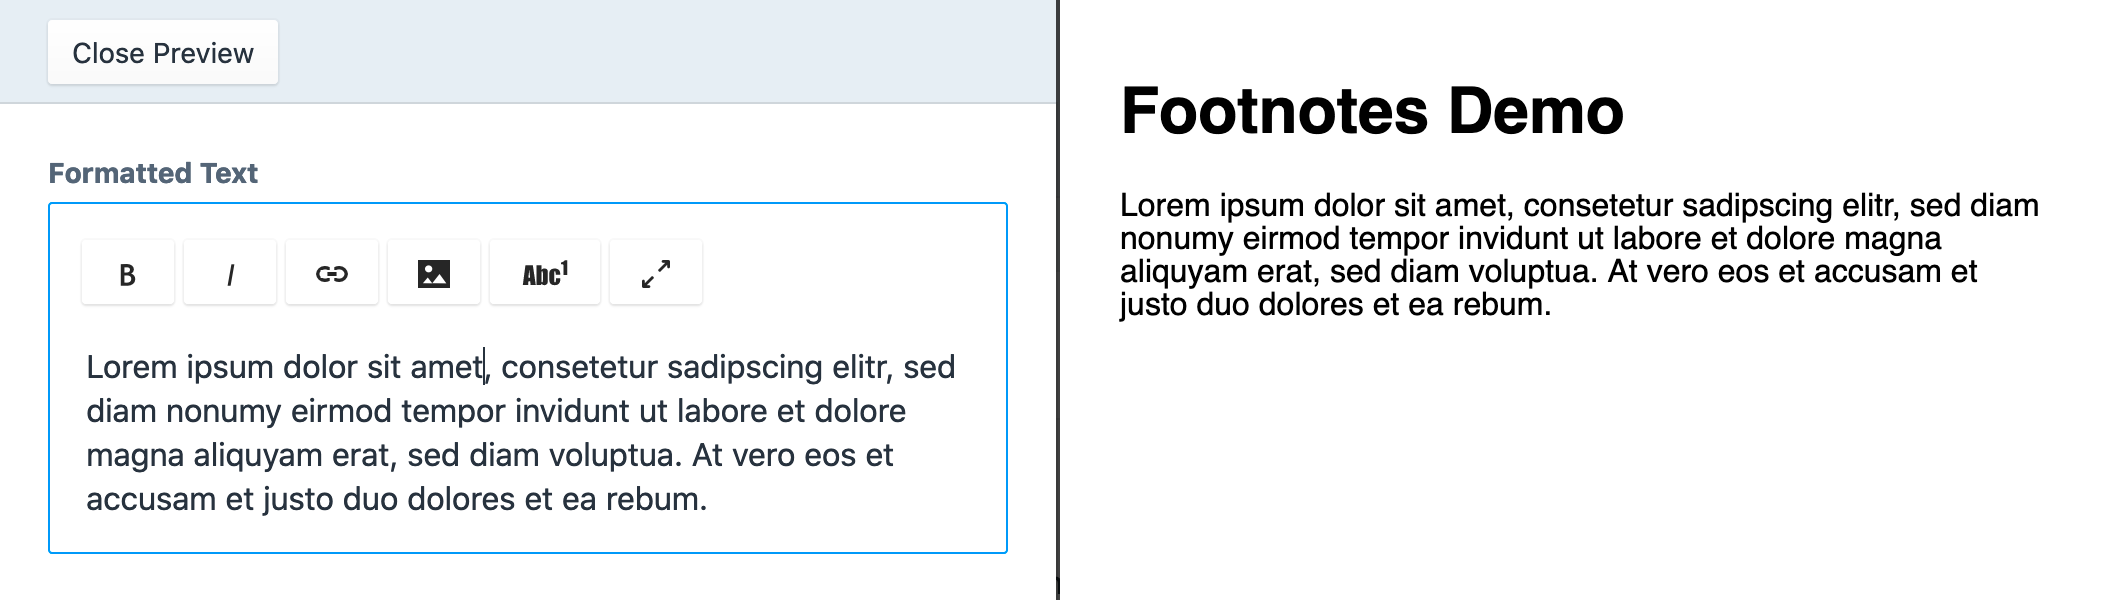 Close Preview
Formatted Text
B
I
Abc¹
Lorem ipsum dolor sit amet, consetetur sadipscing elitr, sed
diam nonumy eirmod tempor invidunt ut labore et dolore
magna aliquyam erat, sed diam voluptua. At vero eos et
accusam et justo duo dolores et ea rebum.
Footnotes Demo
Lorem ipsum dolor sit amet, consetetur sadipscing elitr, sed diam
nonumy eirmod tempor invidunt ut labore et dolore magna
aliquyam erat, sed diam voluptua. At vero eos et accusam et
justo duo dolores et ea rebum.